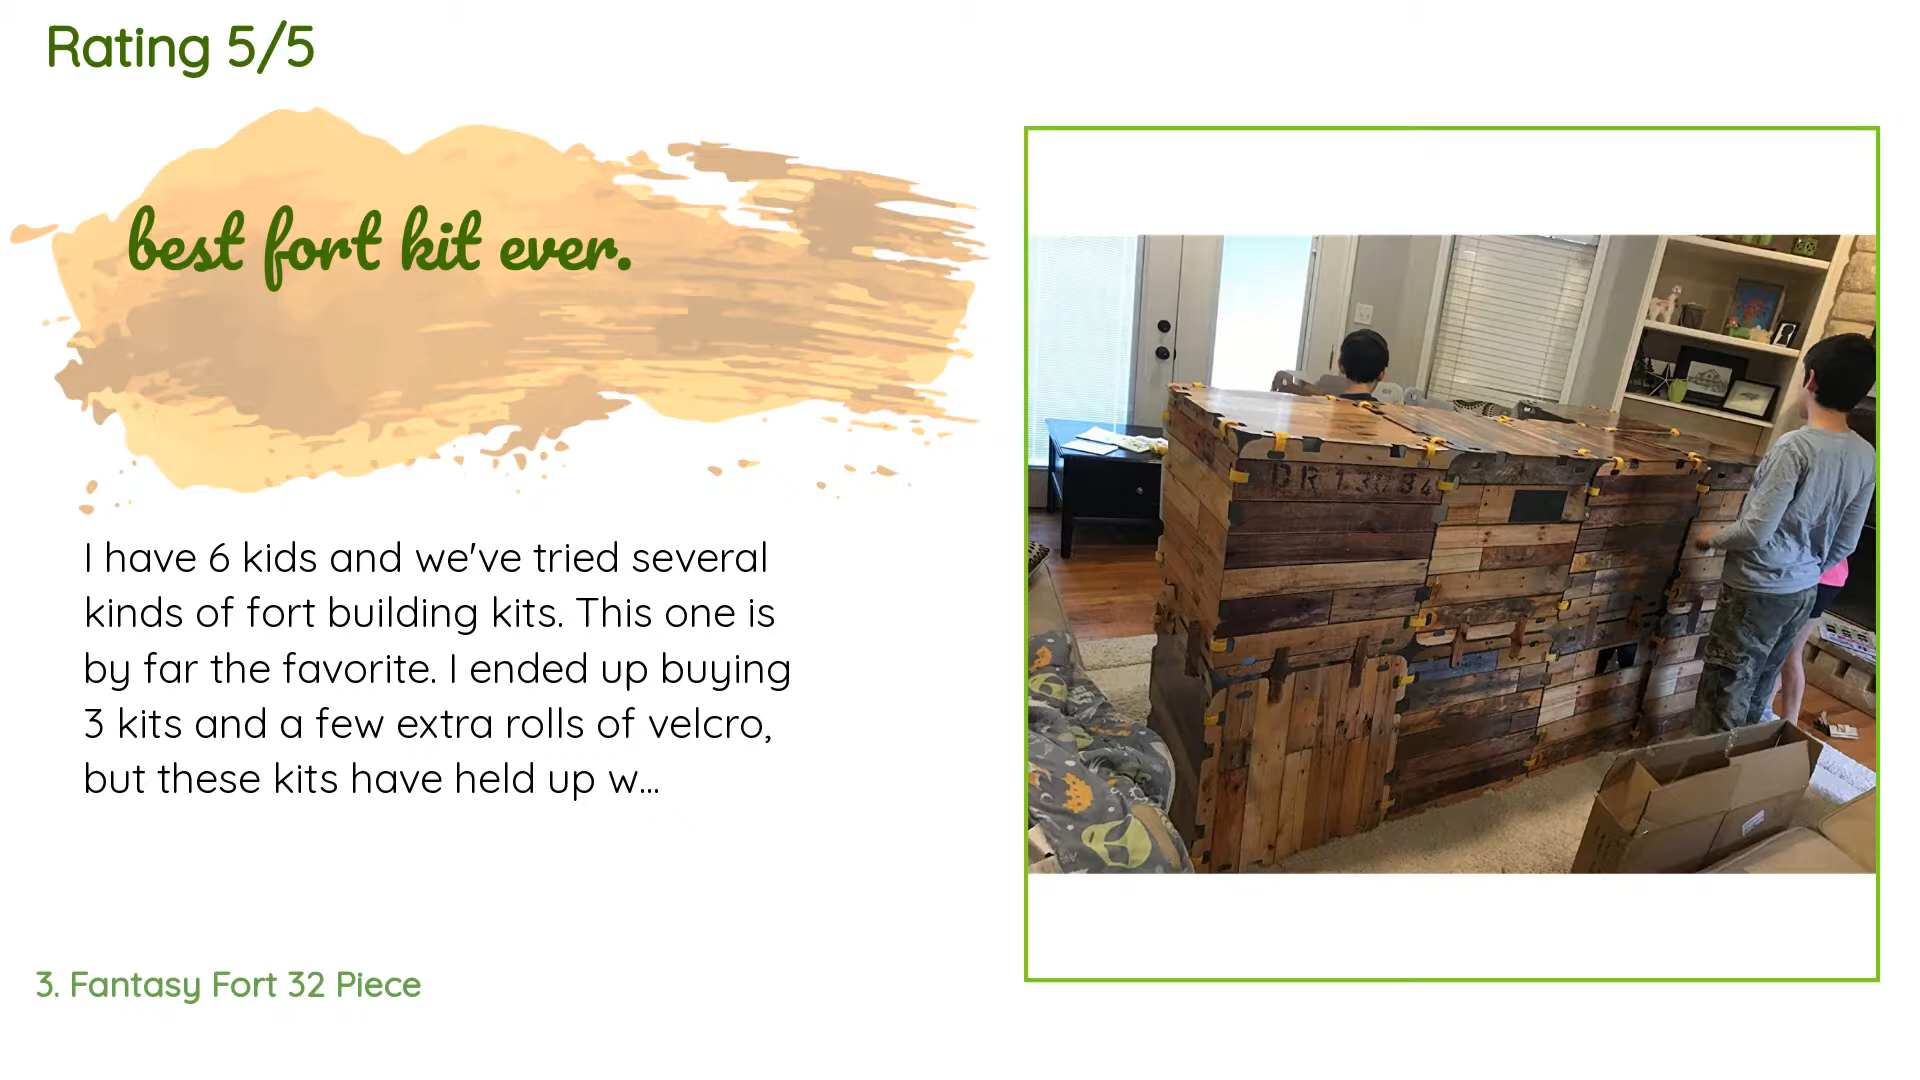 Rating 5/5
best fort kit ever.
I have 6 kids and we've tried several
kinds of fort building kits. This one is
by far the favorite. I ended up buying
3 kits and a few extra rolls of velcro,
but these kits have held up w...
3. Fantasy Fort 32 Piece